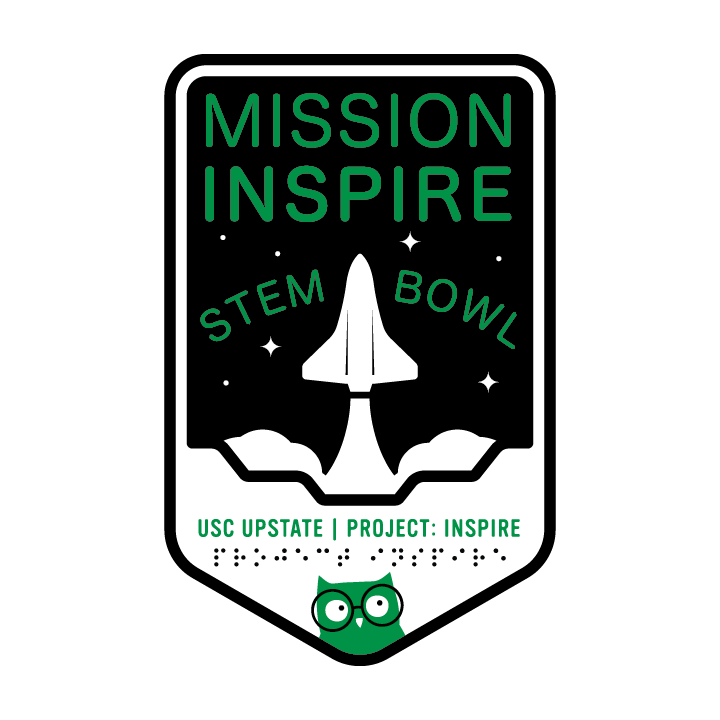 MISSION
INSPIRE
STEM BOWL
USC UPSTATE | PROJECT: INSPIRE
⠏⠗⠕⠚⠑⠉⠞ ⠊⠝⠎⠏⠊⠗⠑